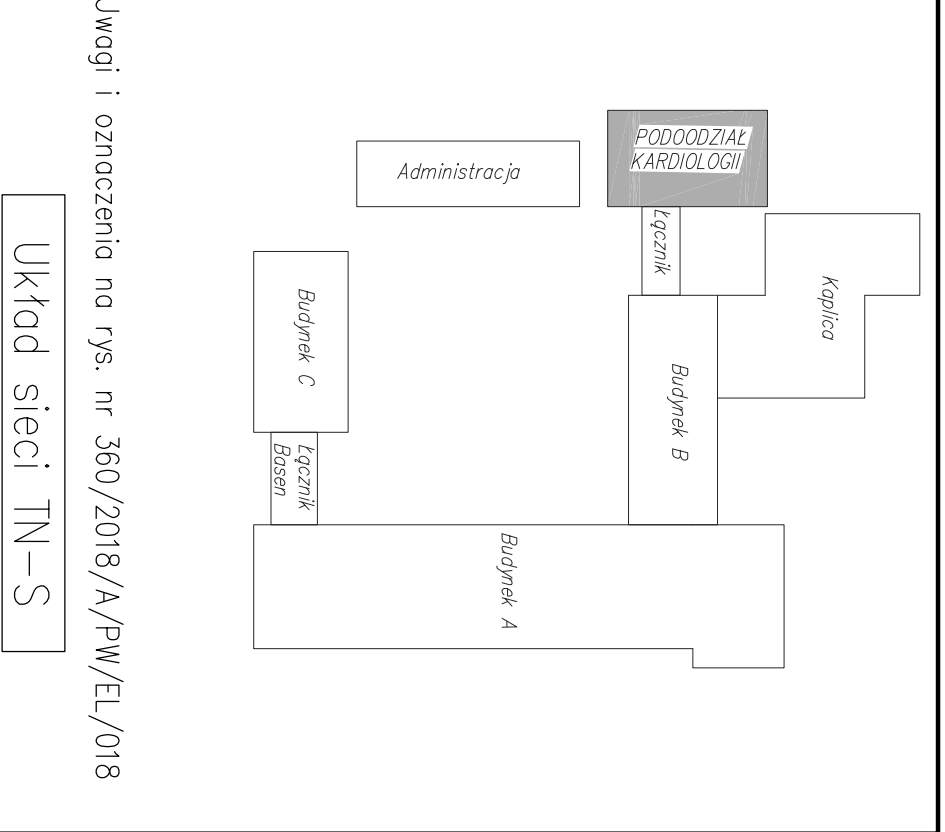 PODOODZIAŁ
KARDIOLOGII
Administracja
Łącznik
Kaplica
Budynek C
Budynek B
Łącznik
Basen
Budynek A
Uwagi i oznaczenia na rys. nr 360/2018/A/PW/EL/018
Układ sieci TN-S